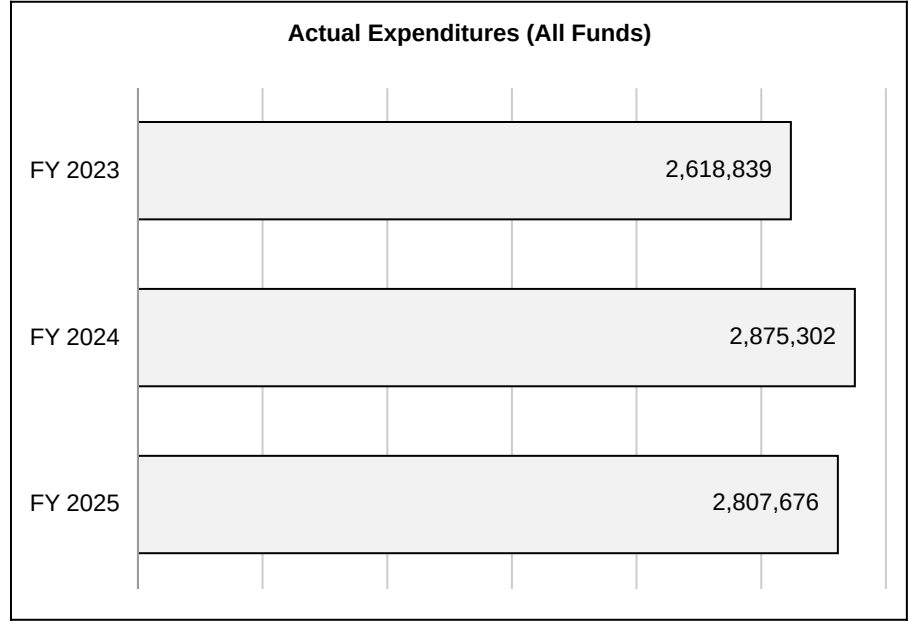 Actual Expenditures (All Funds)
FY 2023
2,618,839
FY 2024
2,875,302
FY 2025
2,807,676